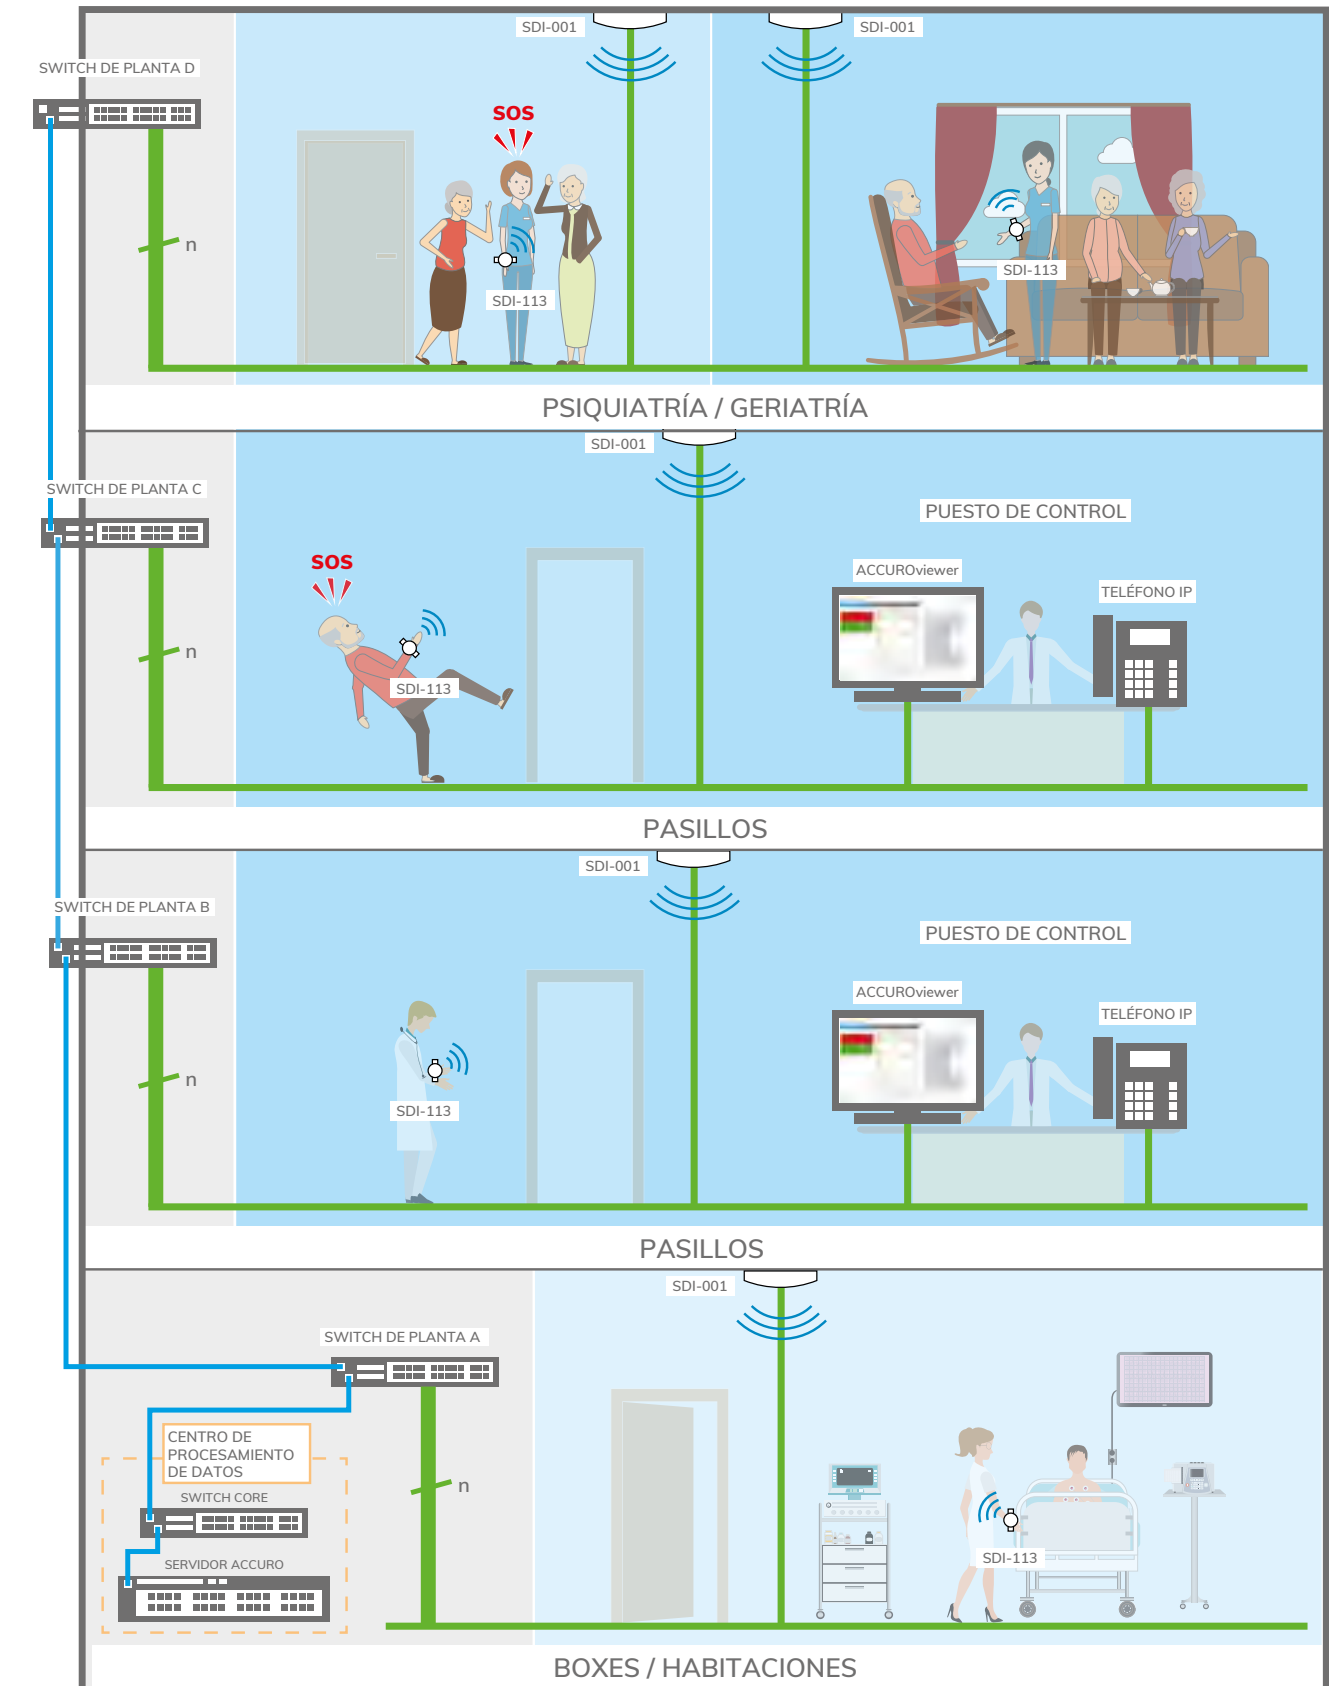 SDI-001
SDI-001
SWITCH DE PLANTA D
SOS
n
SDI-113
SDI-113
PSIQUIATRÍA / GERIATRÍA
SDI-001
SWITCH DE PLANTA C
PUESTO DE CONTROL
SOS
ACCUROviewer
TELÉFONO IP
n
SDI-113
PASILLOS
SDI-001
SWITCH DE PLANTA B
PUESTO DE CONTROL
ACCUROviewer
TELÉFONO IP
n
SDI-113
PASILLOS
SDI-001
SWITCH DE PLANTA A
CENTRO DE
PROCESAMIENTO
DE DATOS
n
SWITCH CORE
SDI-113
SERVIDOR ACCURO
BOXES / HABITACIONES